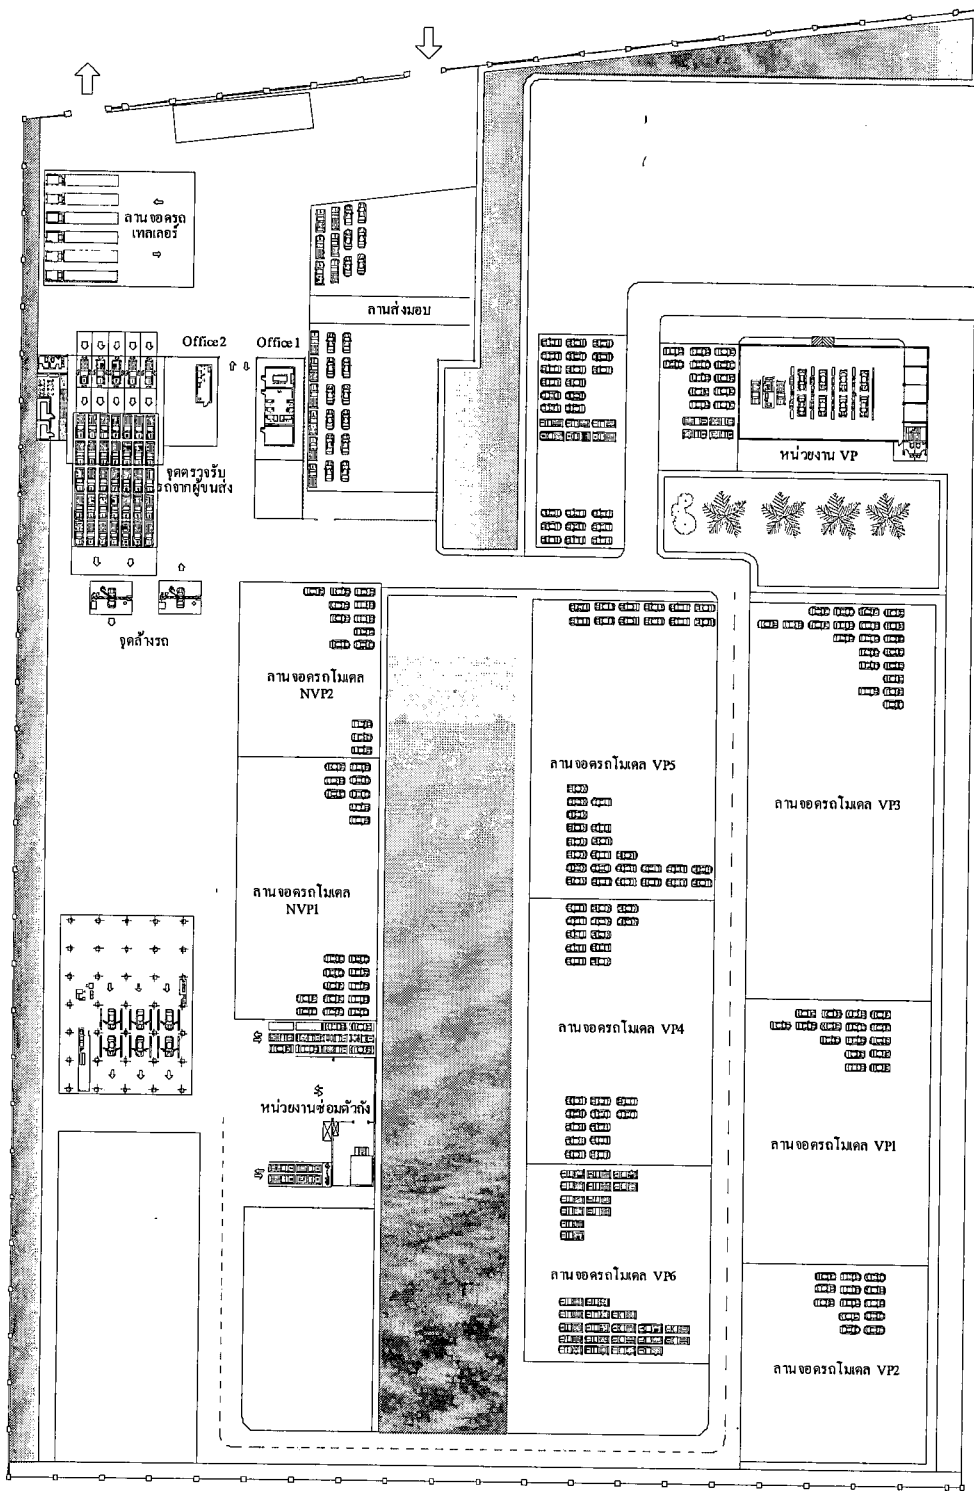 ลานจอดรถ
เทลเลอร์
ลานส่งมอบ
Office2
Office1
จุดตรวจรับ
รถจากผู้ขนส่ง
หน่วยงาน VP
จุดล้างรถ
ลานจอดรถโมเดล
NVP2
ลานจอดรถโมเดล VP5
ลานจอดรถโมเดล VP3
ลานจอดรถโมเดล
NVP1
ลานจอดรถโมเดล VP4
หน่วยงานซ่อมตัวถัง
ลานจอดรถโมเดล VP1
ลานจอดรถโมเดล VP6
ลานจอดรถโมเดล VP2